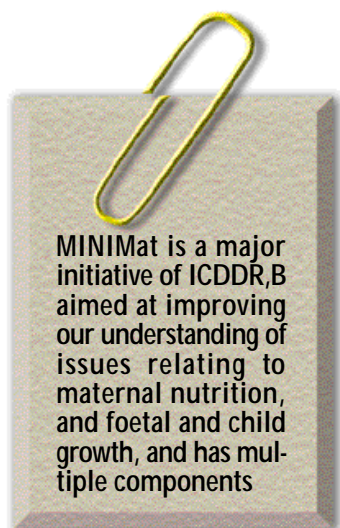 MINIMat is a major
initiative of ICDDR,B
aimed at improving
our understanding of
issues relating to
maternal nutrition,
and foetal and child
growth, and has mul-
tiple components